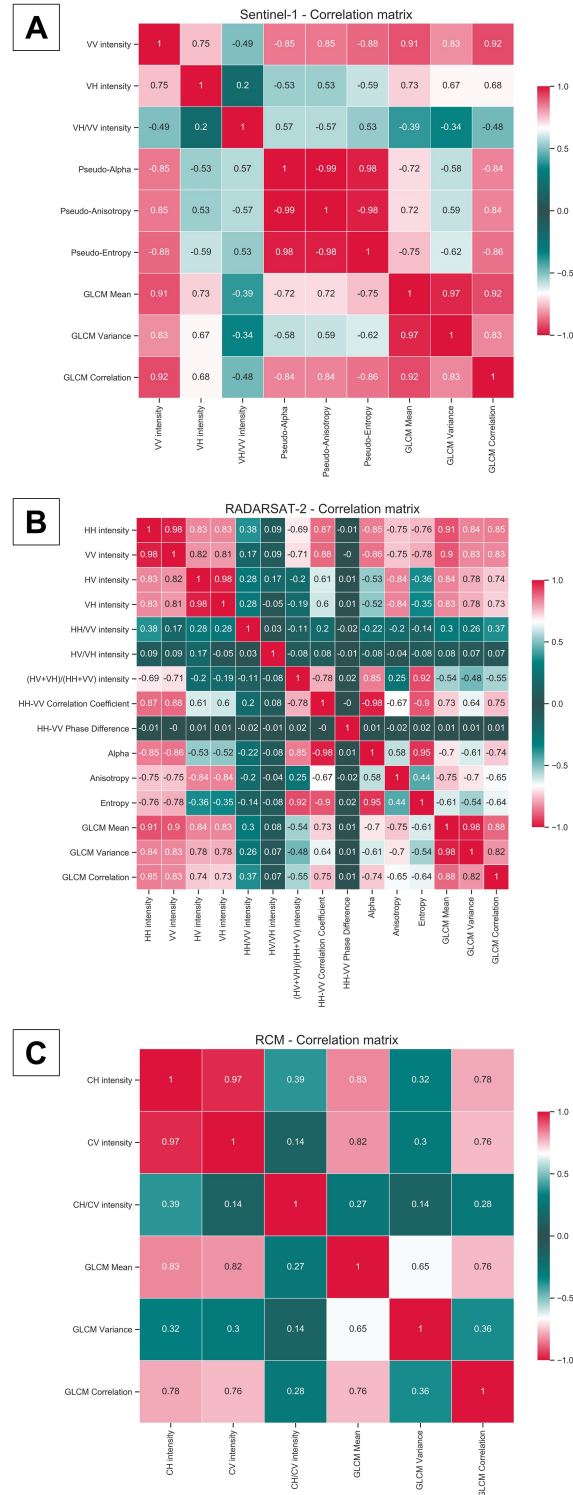 A
Sentinel-1 - Correlation matrix
VV intensity 1 0.75 -0.49 -0.85 0.85 -0.88 0.91 0.83 0.92
VH intensity 0.75 1 0.2 -0.53 0.53 -0.59 0.73 0.67 0.68
VH/VV intensity -0.49 0.2 1 0.57 -0.57 0.53 -0.39 -0.34 -0.48
Pseudo-Alpha -0.85 -0.53 0.57 1 -0.99 0.98 -0.72 -0.58 -0.84
Pseudo-Anisotropy 0.85 0.53 -0.57 -0.99 1 -0.98 0.72 0.59 0.84
Pseudo-Entropy -0.88 -0.59 0.53 0.98 -0.98 1 -0.75 -0.62 -0.86
GLCM Mean 0.91 0.73 -0.39 -0.72 0.72 -0.75 1 0.97 0.92
GLCM Variance 0.83 0.67 -0.34 -0.58 0.59 -0.62 0.97 1 0.83
GLCM Correlation 0.92 0.68 -0.48 -0.84 0.84 -0.86 0.92 0.83 1
VV intensity
VH intensity
VH/VV intensity
Pseudo-Alpha
Pseudo-Anisotropy
Pseudo-Entropy
GLCM Mean
GLCM Variance
GLCM Correlation
1.0
0.5
0.0
−0.5
−1.0
B
RADARSAT-2 - Correlation matrix
HH intensity 1 0.98 0.83 0.83 0.38 0.09 -0.69 0.87 -0.01 -0.85 -0.75 -0.76 0.91 0.84 0.85
VV intensity 0.98 1 0.82 0.81 0.17 0.09 -0.71 0.88 -0 -0.86 -0.75 -0.78 0.9 0.83 0.83
HV intensity 0.83 0.82 1 0.98 0.28 0.17 -0.2 0.61 0.01 -0.53 -0.84 -0.36 0.84 0.78 0.74
VH intensity 0.83 0.81 0.98 1 0.28 -0.05 -0.19 0.6 0.01 -0.52 -0.84 -0.35 0.83 0.78 0.73
HH/VV intensity 0.38 0.17 0.28 0.28 1 0.03 -0.11 0.2 -0.02 -0.22 -0.2 -0.14 0.3 0.26 0.37
HV/VH intensity 0.09 0.09 0.17 -0.05 0.03 1 -0.08 0.08 -0.01 -0.08 -0.04 -0.08 0.08 0.07 0.07
(HV+VH)/(HH+VV) intensity -0.69 -0.71 -0.2 -0.19 -0.11 -0.08 1 -0.78 0.02 0.85 0.25 0.92 -0.54 -0.48 -0.55
HH-VV Correlation Coefficient 0.87 0.88 0.61 0.6 0.2 0.08 -0.78 1 -0.02 -0.98 -0.67 -0.9 0.73 0.64 0.75
HH-VV Phase Difference -0.01 -0 0.01 0.01 -0.02 -0.01 0.02 -0.02 1 0.01 -0.02 0.02 0.01 0.01 0.01
Alpha -0.85 -0.86 -0.53 -0.52 -0.22 -0.08 0.85 -0.98 0.01 1 0.58 0.95 -0.7 -0.61 -0.74
Anisotropy -0.75 -0.75 -0.84 -0.84 -0.2 -0.04 0.25 -0.67 -0.02 0.58 1 0.44 -0.75 -0.7 -0.65
Entropy -0.76 -0.78 -0.36 -0.35 -0.14 -0.08 0.92 -0.9 0.02 0.95 0.44 1 -0.61 -0.54 -0.64
GLCM Mean 0.91 0.9 0.84 0.83 0.3 0.08 -0.54 0.73 0.01 -0.7 -0.75 -0.61 1 0.98 0.88
GLCM Variance 0.84 0.83 0.78 0.78 0.26 0.07 -0.48 0.64 0.01 -0.61 -0.7 -0.54 0.98 1 0.82
GLCM Correlation 0.85 0.83 0.74 0.73 0.37 0.07 -0.55 0.75 0.01 -0.74 -0.65 -0.64 0.88 0.82 1
HH intensity
VV intensity
HV intensity
VH intensity
HH/VV intensity
HV/VH intensity
(HV+VH)/(HH+VV) intensity
HH-VV Correlation Coefficient
HH-VV Phase Difference
Alpha
Anisotropy
Entropy
GLCM Mean
GLCM Variance
GLCM Correlation
1.0
0.5
0.0
−0.5
−1.0
C
RCM - Correlation matrix
CH intensity 1 0.97 0.39 0.83 0.32 0.78
CV intensity 0.97 1 0.14 0.82 0.3 0.76
CH/CV intensity 0.39 0.14 1 0.27 0.14 0.28
GLCM Mean 0.83 0.82 0.27 1 0.65 0.76
GLCM Variance 0.32 0.3 0.14 0.65 1 0.36
GLCM Correlation 0.78 0.76 0.28 0.76 0.36 1
CH intensity
CV intensity
CH/CV intensity
GLCM Mean
GLCM Variance
GLCM Correlation
1.0
0.5
0.0
−0.5
−1.0